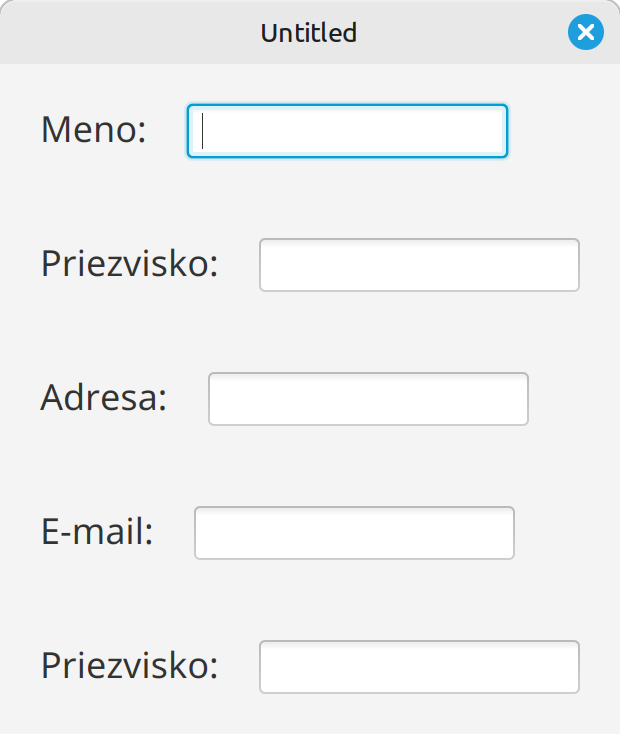 Untitled
Meno:
Priezvisko:
Adresa:
E-mail:
Priezvisko: